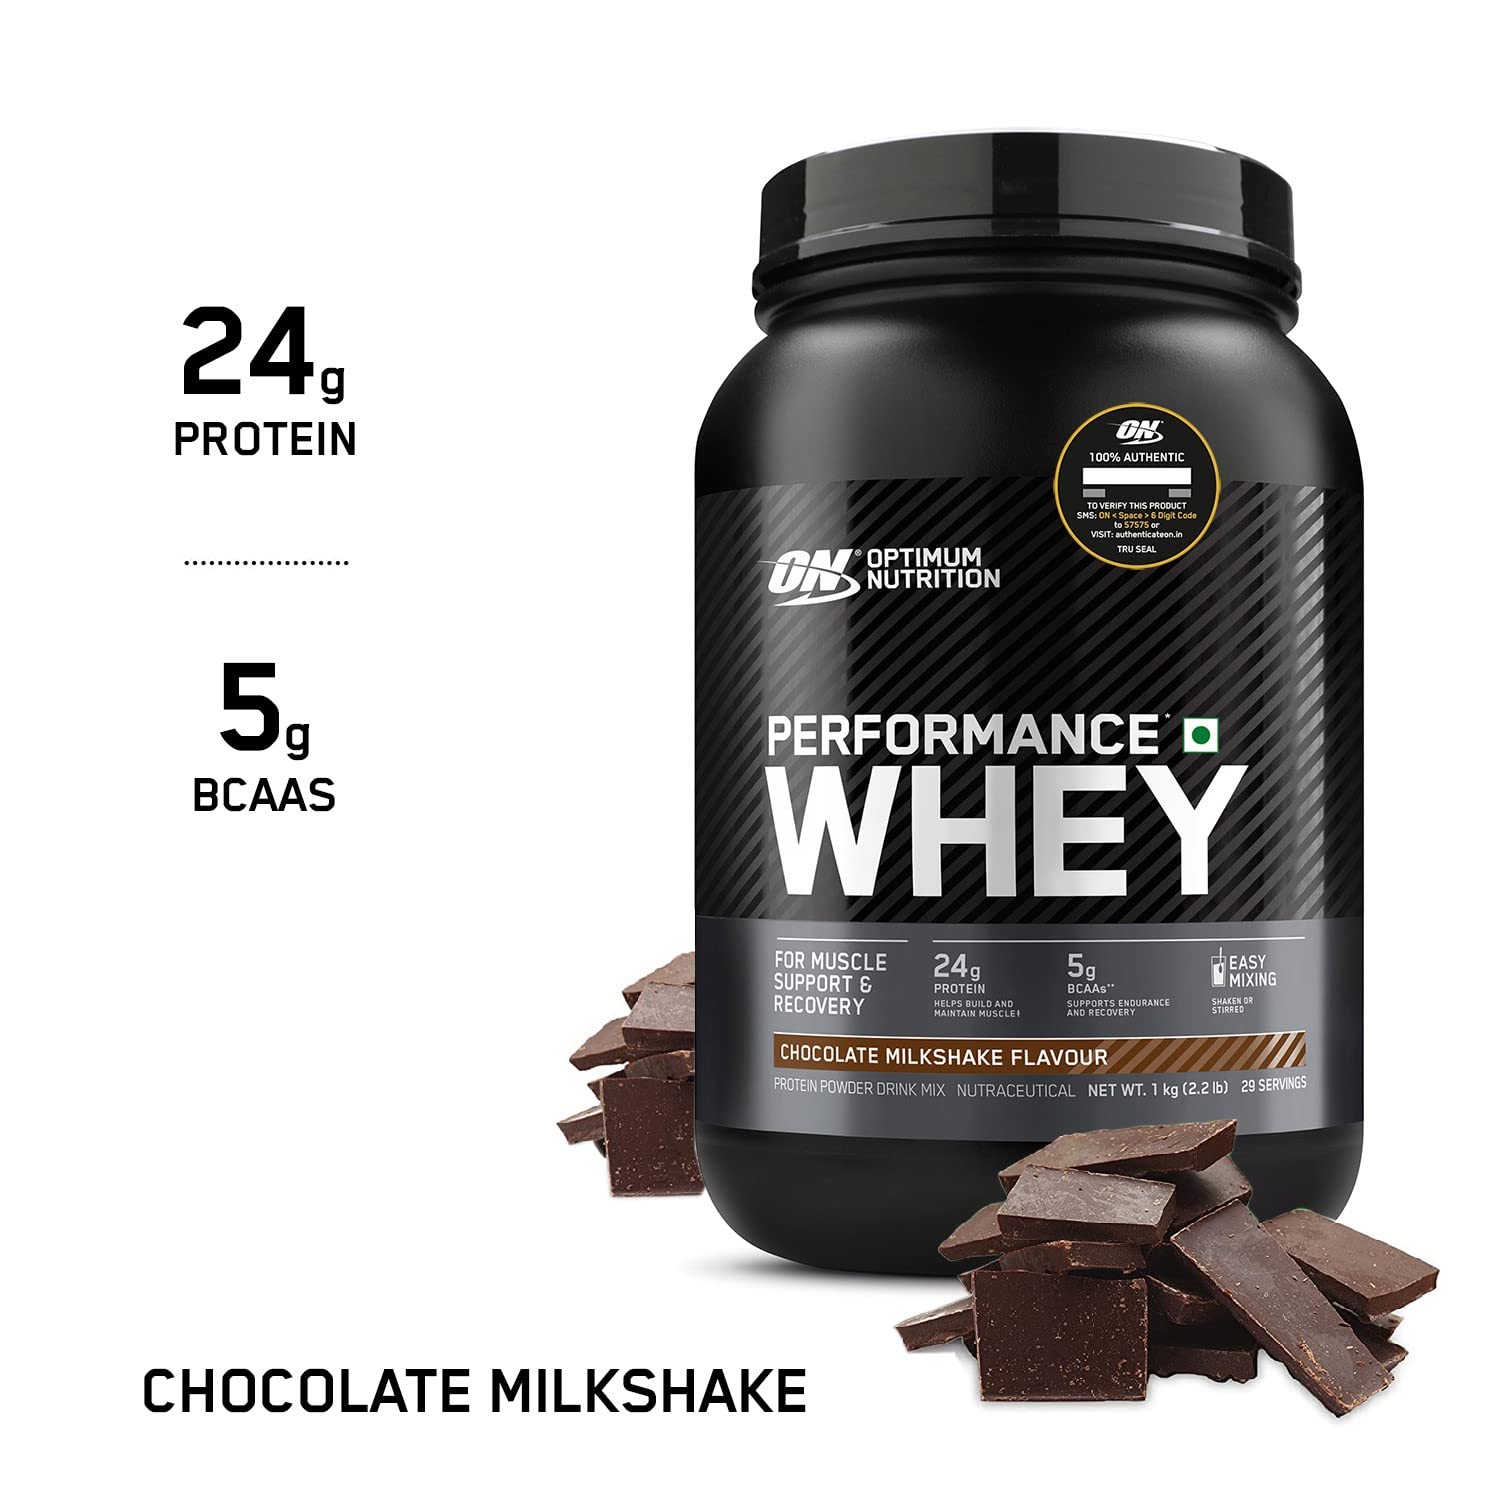 24g
PROTEIN
5g
BCAAS
CHOCOLATE MILKSHAKE
ON
100% AUTHENTIC
TO VERIFY THIS PRODUCT
SMS: ON < Space > 6 Digit Code
to 57575 or
VISIT: authenticateon.in
TRU SEAL
ON® OPTIMUM
NUTRITION
PERFORMANCE*
WHEY
FOR MUSCLE
SUPPORT &
RECOVERY
24g
PROTEIN
HELPS BUILD AND
MAINTAIN MUSCLE‡
5g
BCAAs**
SUPPORTS ENDURANCE
AND RECOVERY
EASY
MIXING
SHAKEN OR
STIRRED
CHOCOLATE MILKSHAKE FLAVOUR
PROTEIN POWDER DRINK MIX NUTRACEUTICAL NET WT. 1 kg (2.2 lb) 29 SERVINGS